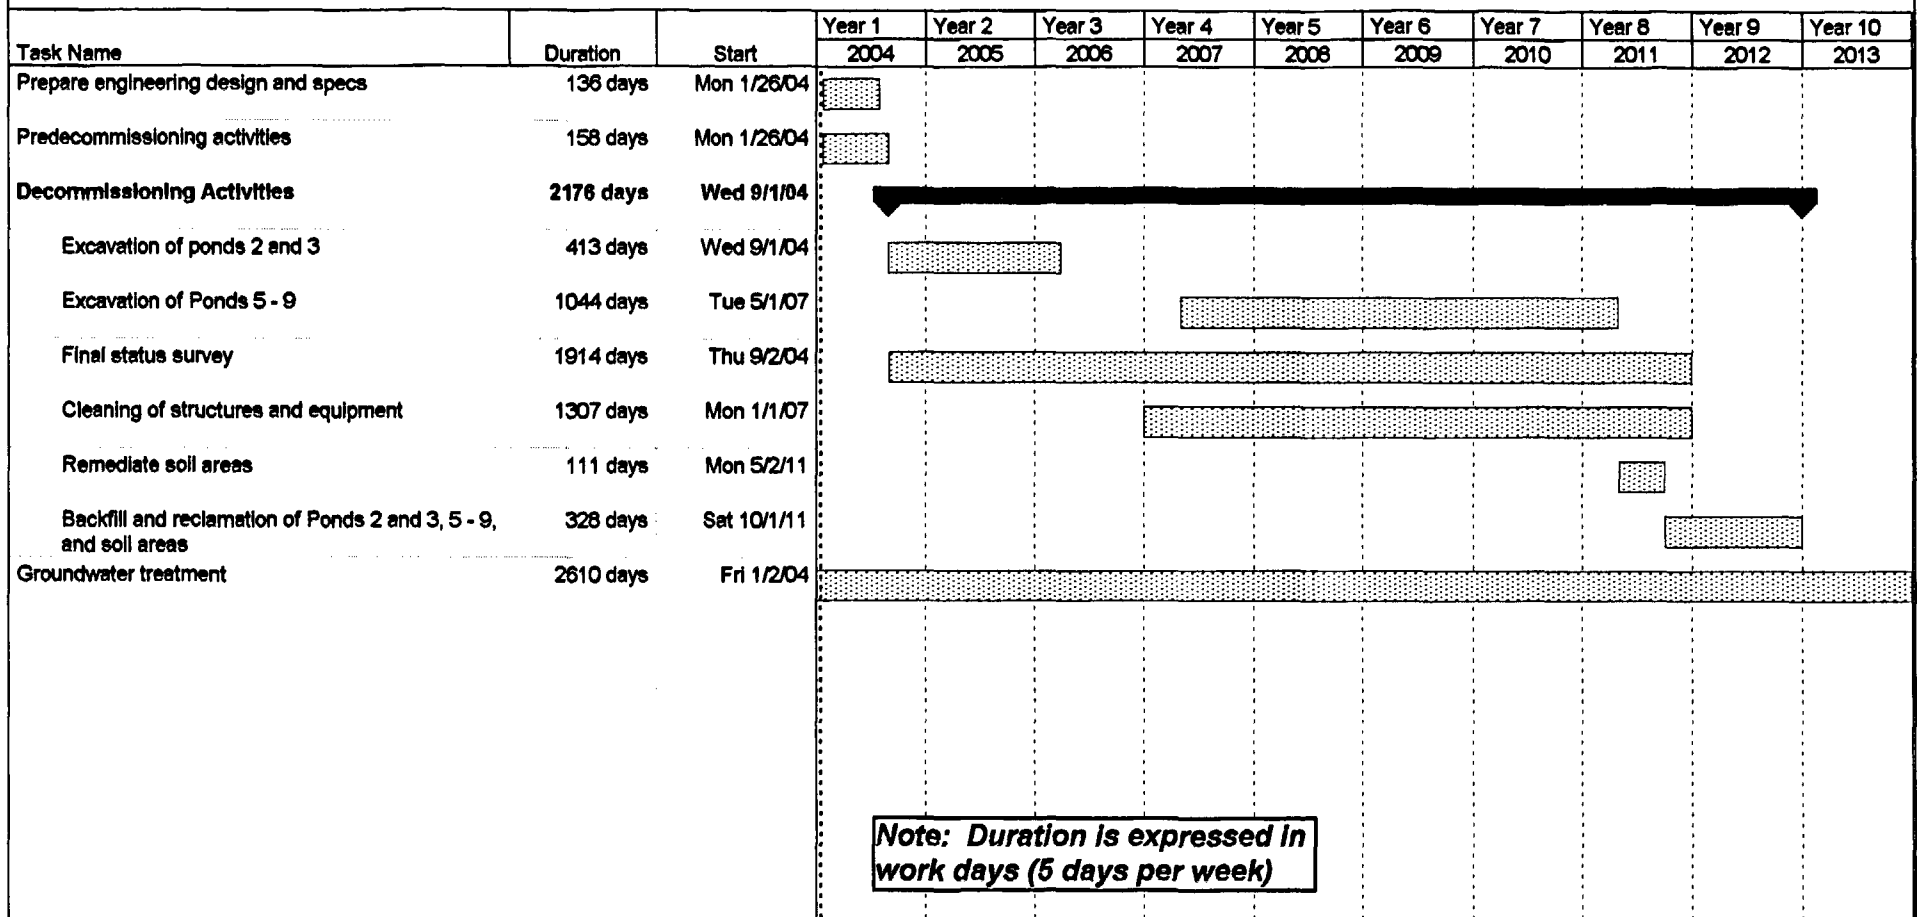 Year 1 Year 2 Year 3 Year 4 Year 5 Year 6 Year 7 Year 8 Year 9 Year 10
Task Name Duration Start 2004 2005 2006 2007 2008 2009 2010 2011 2012 2013
Prepare engineering design and specs 136 days Mon 1/26/04
Predecommissioning activities 158 days Mon 1/26/04
Decommissioning Activities 2176 days Wed 9/1/04
Excavation of ponds 2 and 3 413 days Wed 9/1/04
Excavation of Ponds 5 - 9 1044 days Tue 5/1/07
Final status survey 1914 days Thu 9/2/04
Cleaning of structures and equipment 1307 days Mon 1/1/07
Remediate soil areas 111 days Mon 5/2/11
Backfill and reclamation of Ponds 2 and 3, 5 - 9, 328 days Sat 10/1/11
and soil areas
Groundwater treatment 2610 days Fri 1/2/04
Note: Duration is expressed in
work days (5 days per week)